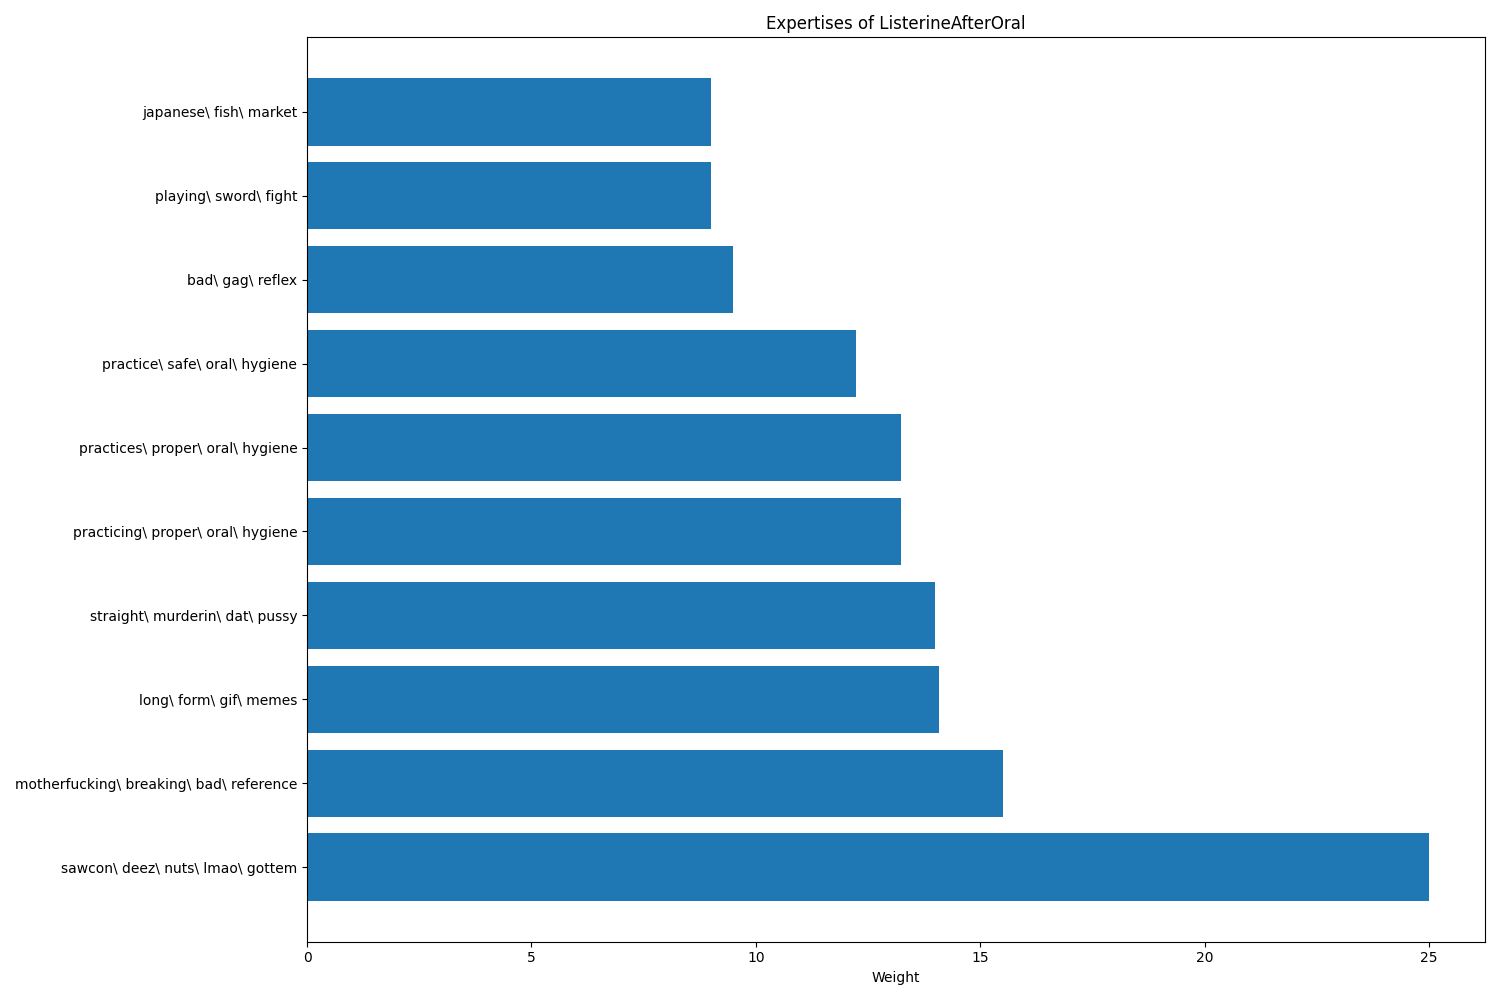 Expertises of ListerineAfterOral
japanese\ fish\ market
playing\ sword\ fight
bad\ gag\ reflex
practice\ safe\ oral\ hygiene
practices\ proper\ oral\ hygiene
practicing\ proper\ oral\ hygiene
straight\ murderin\ dat\ pussy
long\ form\ gif\ memes
motherfucking\ breaking\ bad\ reference
sawcon\ deez\ nuts\ lmao\ gottem
0 5 10 15 20 25
Weight